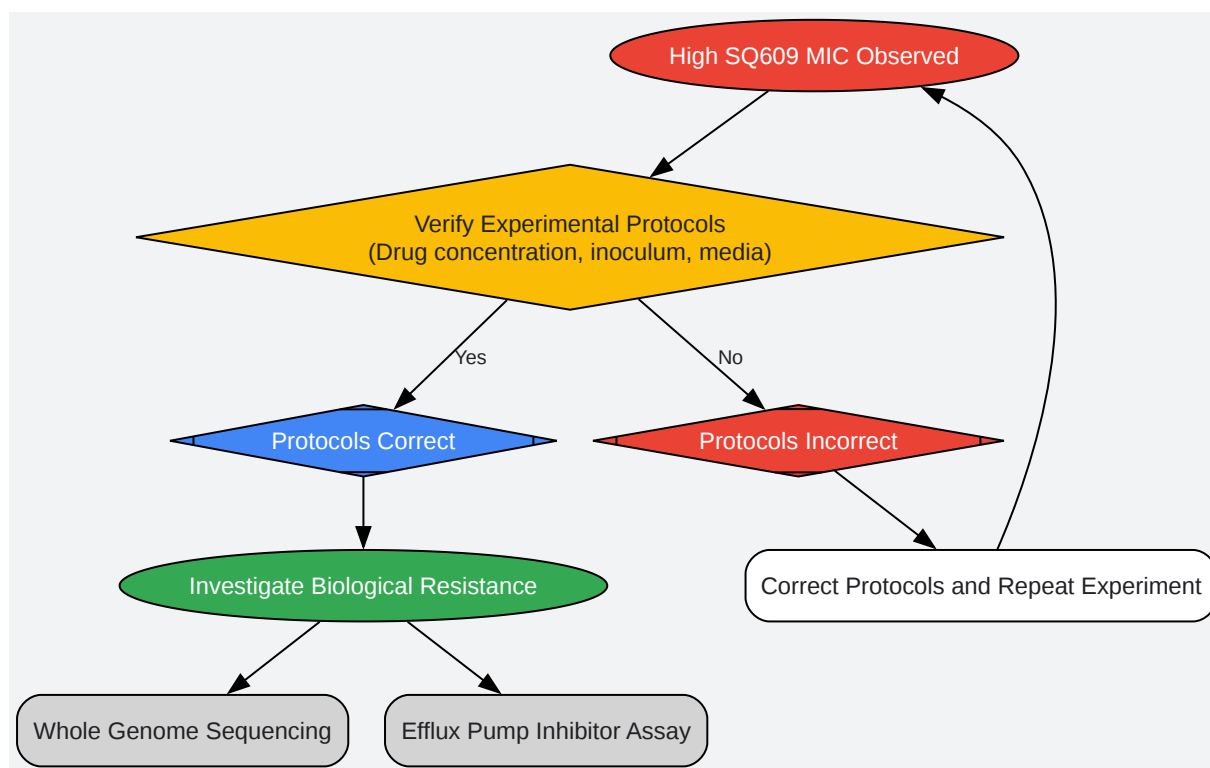 High SQ609 MIC Observed
Verify Experimental Protocols
(Drug concentration, inoculum, media)
Yes
No
Protocols Correct
Protocols Incorrect
Investigate Biological Resistance
Correct Protocols and Repeat Experiment
Whole Genome Sequencing
Efflux Pump Inhibitor Assay